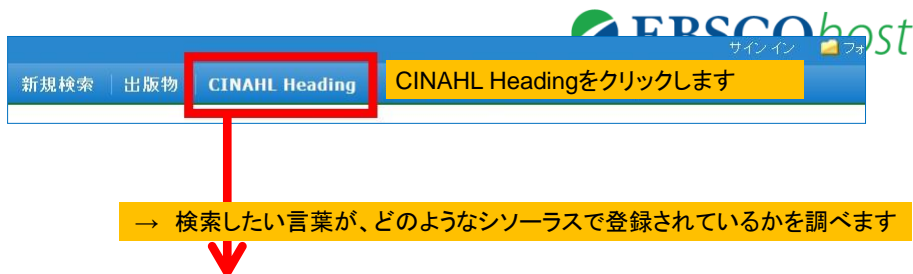 EBSCOhost
サインイン フォ
新規検索 出版物 CINAHL Heading CINAHL Headingをクリックします
→ 検索したい言葉が、どのようなシソーラスで登録されているかを調べます